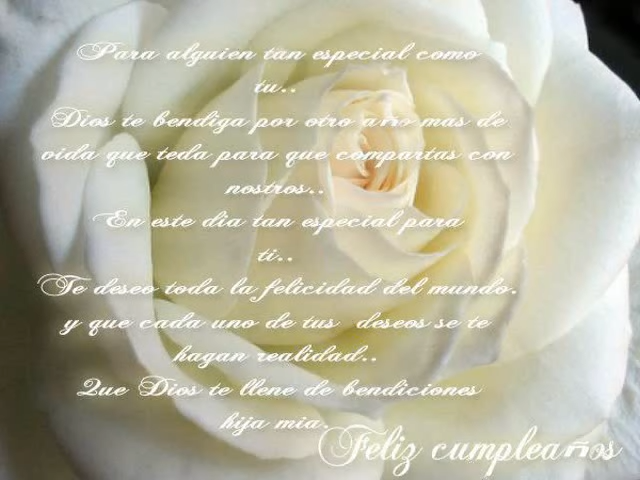 Para alguien tan especial como
tu..
Dios te bendiga por otro año mas de
vida que teda para que compartas con
nostros..
En este dia tan especial para
ti..
Te deseo toda la felicidad del mundo.
y que cada uno de tus deseos se te
hagan realidad..
Que Dios te llene de bendiciones
hija mia.
Feliz cumpleaños